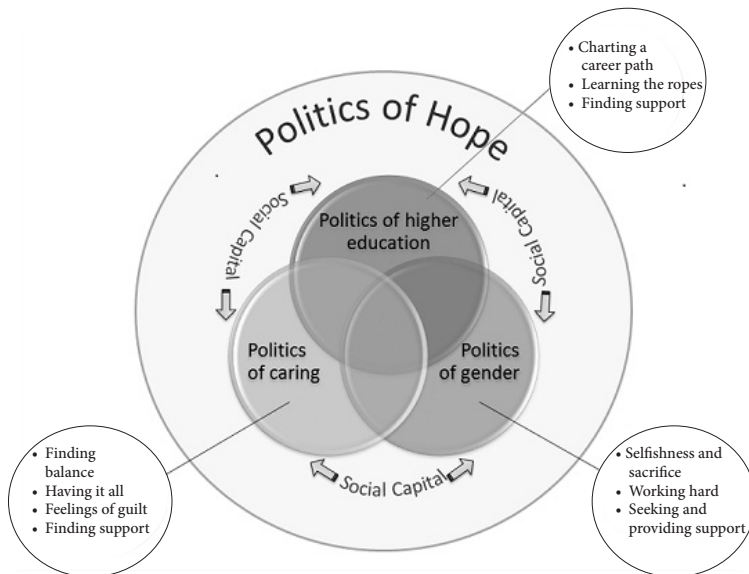 • Charting a
career path
• Learning the ropes
• Finding support
Politics of Hope
Social Capital
Social Capital
Politics of higher
education
Politics
of caring
Politics
of gender
Social Capital
• Finding
balance
• Having it all
• Feelings of guilt
• Finding support
• Selfishness and
sacrifice
• Working hard
• Seeking and
providing support